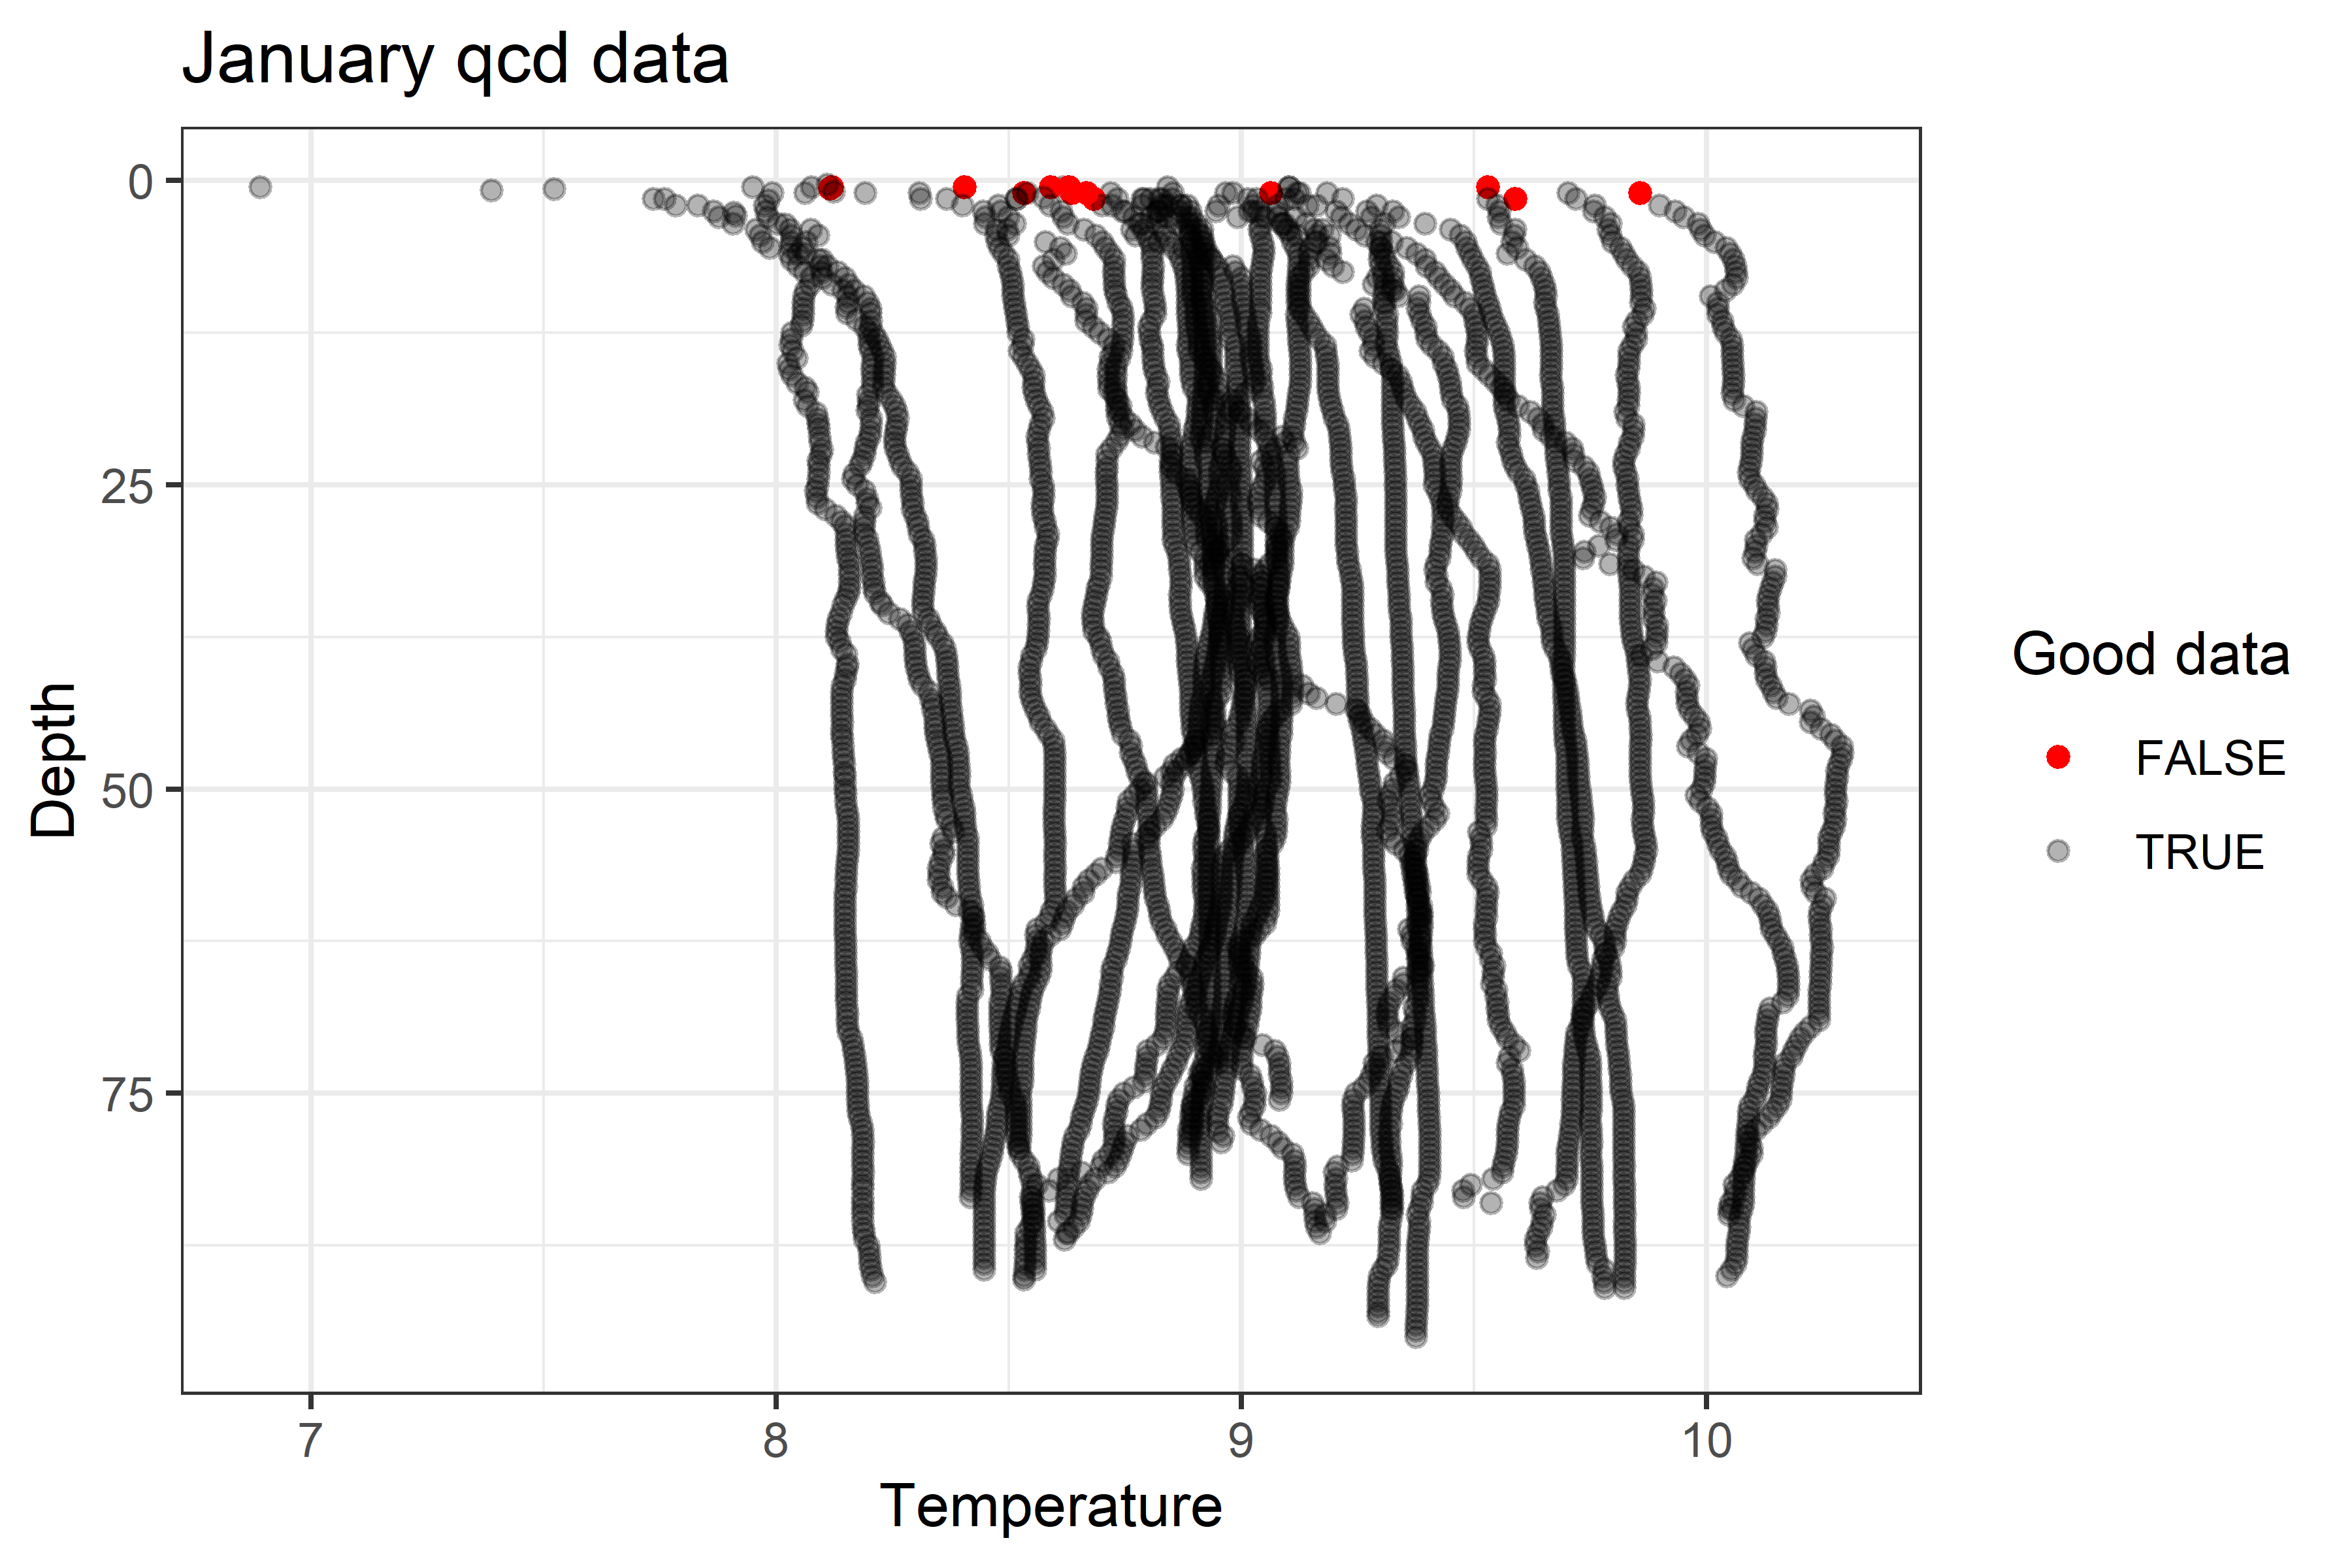 January qcd data
0
25
50
75
Depth
7 8 9 10
Temperature
Good data
FALSE
TRUE